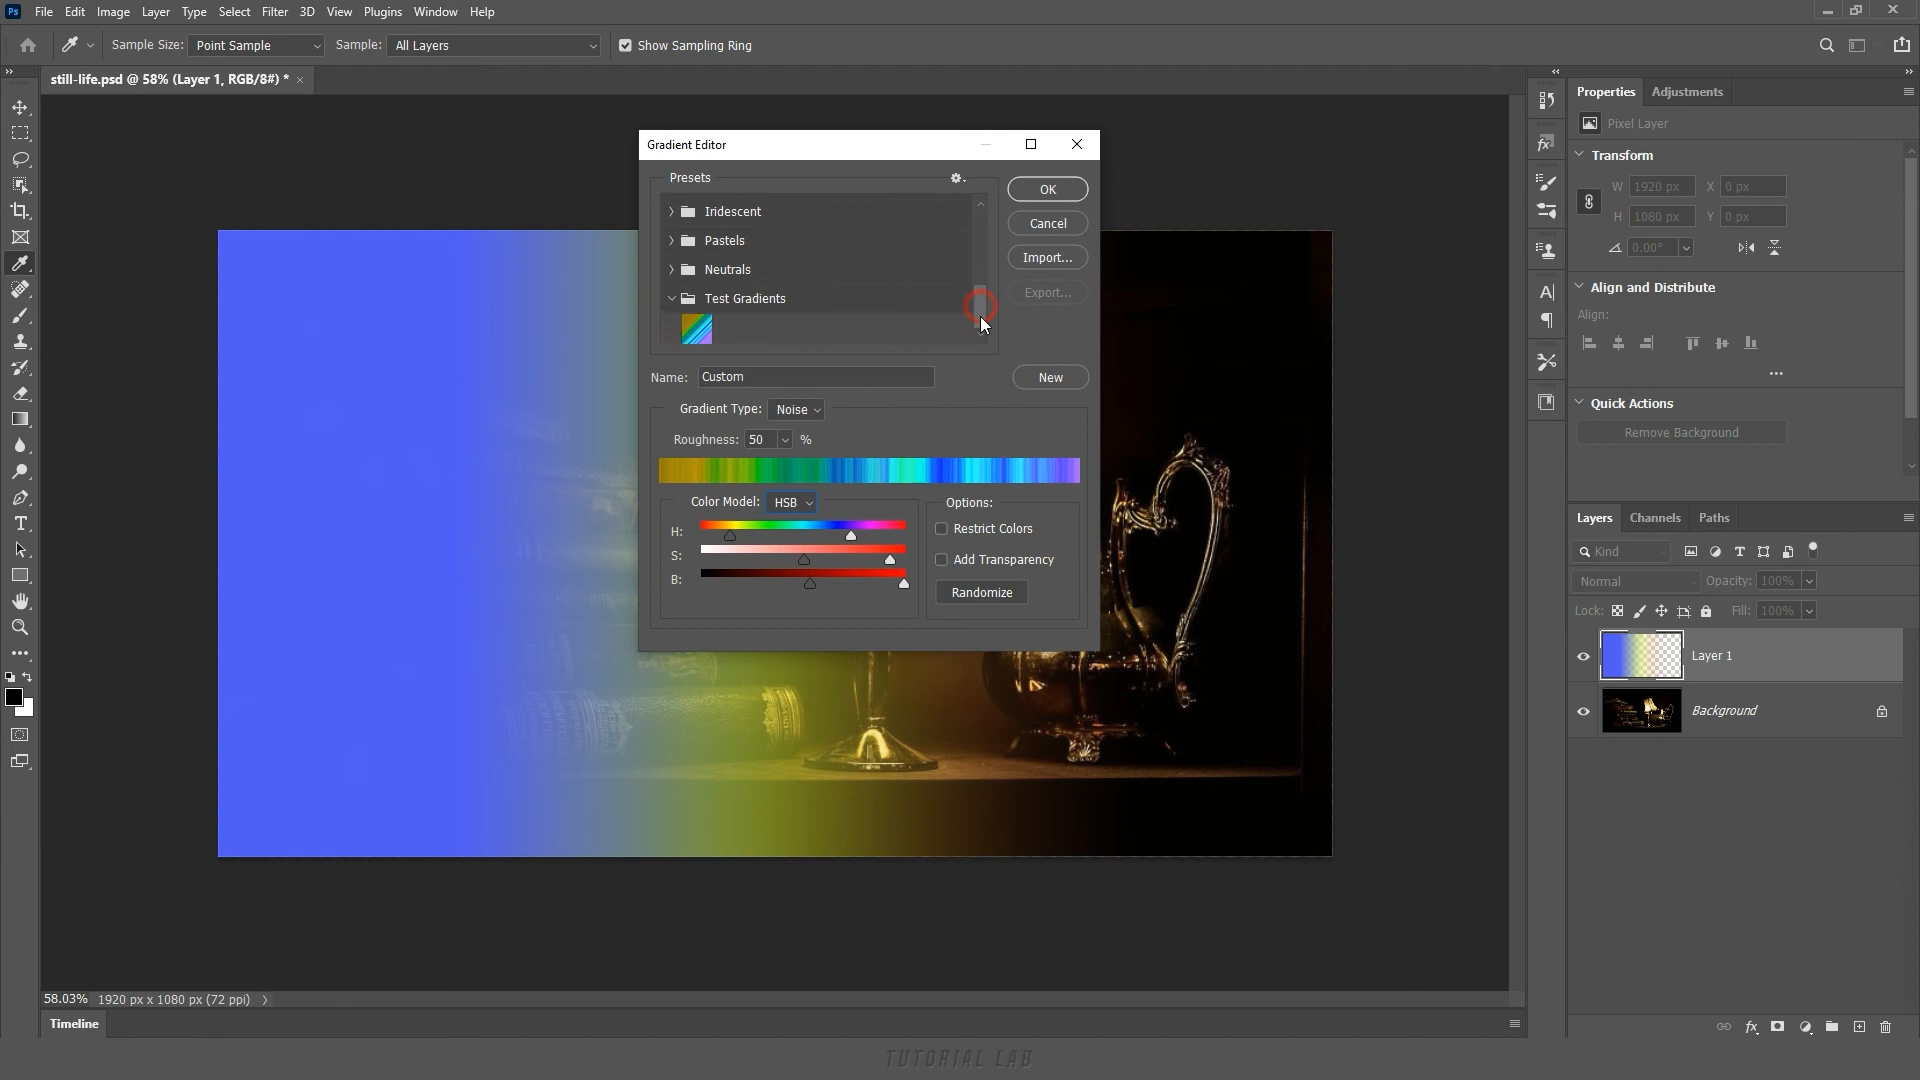 Ps File Edit Image Layer Type Select Filter 3D View Plugins Window Help
Sample Size: Point Sample Sample: All Layers Show Sampling Ring
still-life.psd @ 58% (Layer 1, RGB/8#) * ×
Gradient Editor
Presets
Iridescent
Pastels
Neutrals
Test Gradients
OK
Cancel
Import...
Export...
Name: Custom
New
Gradient Type: Noise
Roughness: 50 %
Color Model: HSB
H:
S:
B:
Options:
Restrict Colors
Add Transparency
Randomize
Properties Adjustments
Pixel Layer
Transform
W 1920 px X 0 px
H 1080 px Y 0 px
0.00°
Align and Distribute
Align:
Quick Actions
Remove Background
Layers Channels Paths
Kind
Normal Opacity: 100%
Lock: Fill: 100%
Layer 1
Background
58.03% 1920 px x 1080 px (72 ppi)
Timeline
TUTORIAL LAB